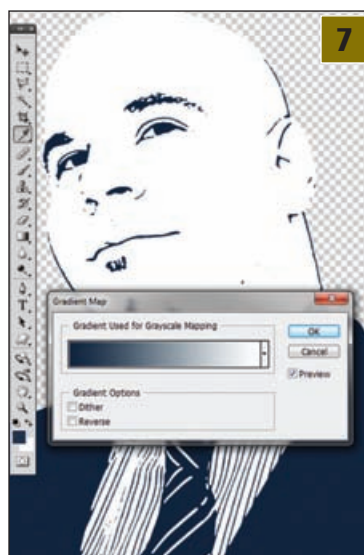 7
Gradient Map
Gradient Used for Grayscale Mapping
OK
Cancel
Preview
Gradient Options
Dither
Reverse